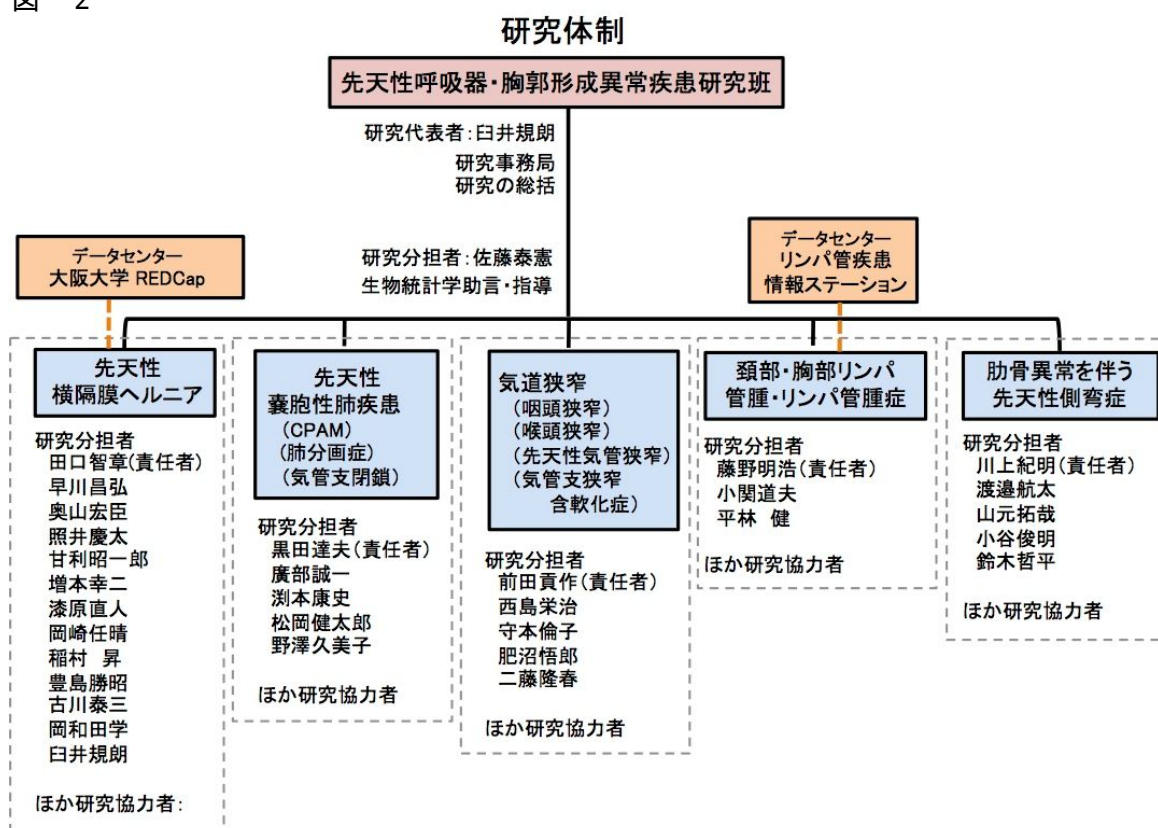 図 2
研究体制
先天性呼吸器・胸郭形成異常疾患研究班
研究代表者:臼井規朗
研究事務局
研究の総括
研究分担者:佐藤泰憲
生物統計学助言・指導
データセンター
大阪大学 REDCap
データセンター
リンパ管疾患
情報ステーション
先天性
横隔膜ヘルニア
研究分担者
田口智章(責任者)
早川昌弘
奥山宏臣
照井慶太
甘利昭一郎
増本幸二
漆原直人
岡崎任晴
稲村 昇
豊島勝昭
古川泰三
岡和田学
臼井規朗
ほか研究協力者:
先天性
嚢胞性肺疾患
(CPAM)
(肺分画症)
(気管支閉鎖)
研究分担者
黒田達夫(責任者)
廣部誠一
渕本康史
松岡健太郎
野澤久美子
ほか研究協力者
気道狭窄
(咽頭狭窄)
(喉頭狭窄)
(先天性気管狭窄)
(気管支狭窄
含軟化症)
研究分担者
前田貢作(責任者)
西島栄治
守本倫子
肥沼悟郎
二藤隆春
ほか研究協力者
頚部・胸部リンパ
管腫・リンパ管腫症
研究分担者
藤野明浩(責任者)
小関道夫
平林 健
ほか研究協力者
肋骨異常を伴う
先天性側弯症
研究分担者
川上紀明(責任者)
渡邉航太
山元拓哉
小谷俊明
鈴木哲平
ほか研究協力者